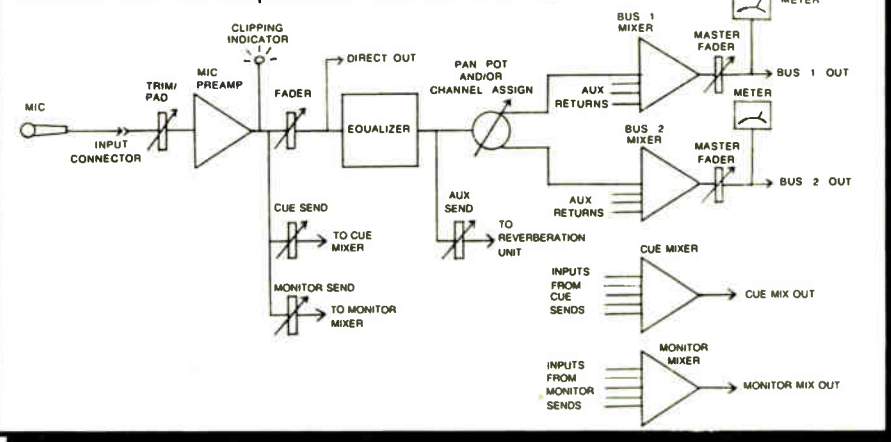 MIC
INPUT
CONNECTOR
TRIM/
PAD
MIC
PREAMP
CLIPPING
INDICATOR
FADER
DIRECT OUT
EQUALIZER
CUE SEND
TO CUE
MIXER
MONITOR SEND
TO MONITOR
MIXER
AUX
SEND
TO
REVERBERATION
UNIT
PAN POT
AND/OR
CHANNEL ASSIGN
BUS 1
MIXER
AUX
RETURNS
MASTER
FADER
METER
BUS 1 OUT
BUS 2
MIXER
AUX
RETURNS
MASTER
FADER
METER
BUS 2 OUT
CUE MIXER
INPUTS
FROM
CUE
SENDS
CUE MIX OUT
MONITOR
MIXER
INPUTS
FROM
MONITOR
SENDS
MONITOR MIX OUT